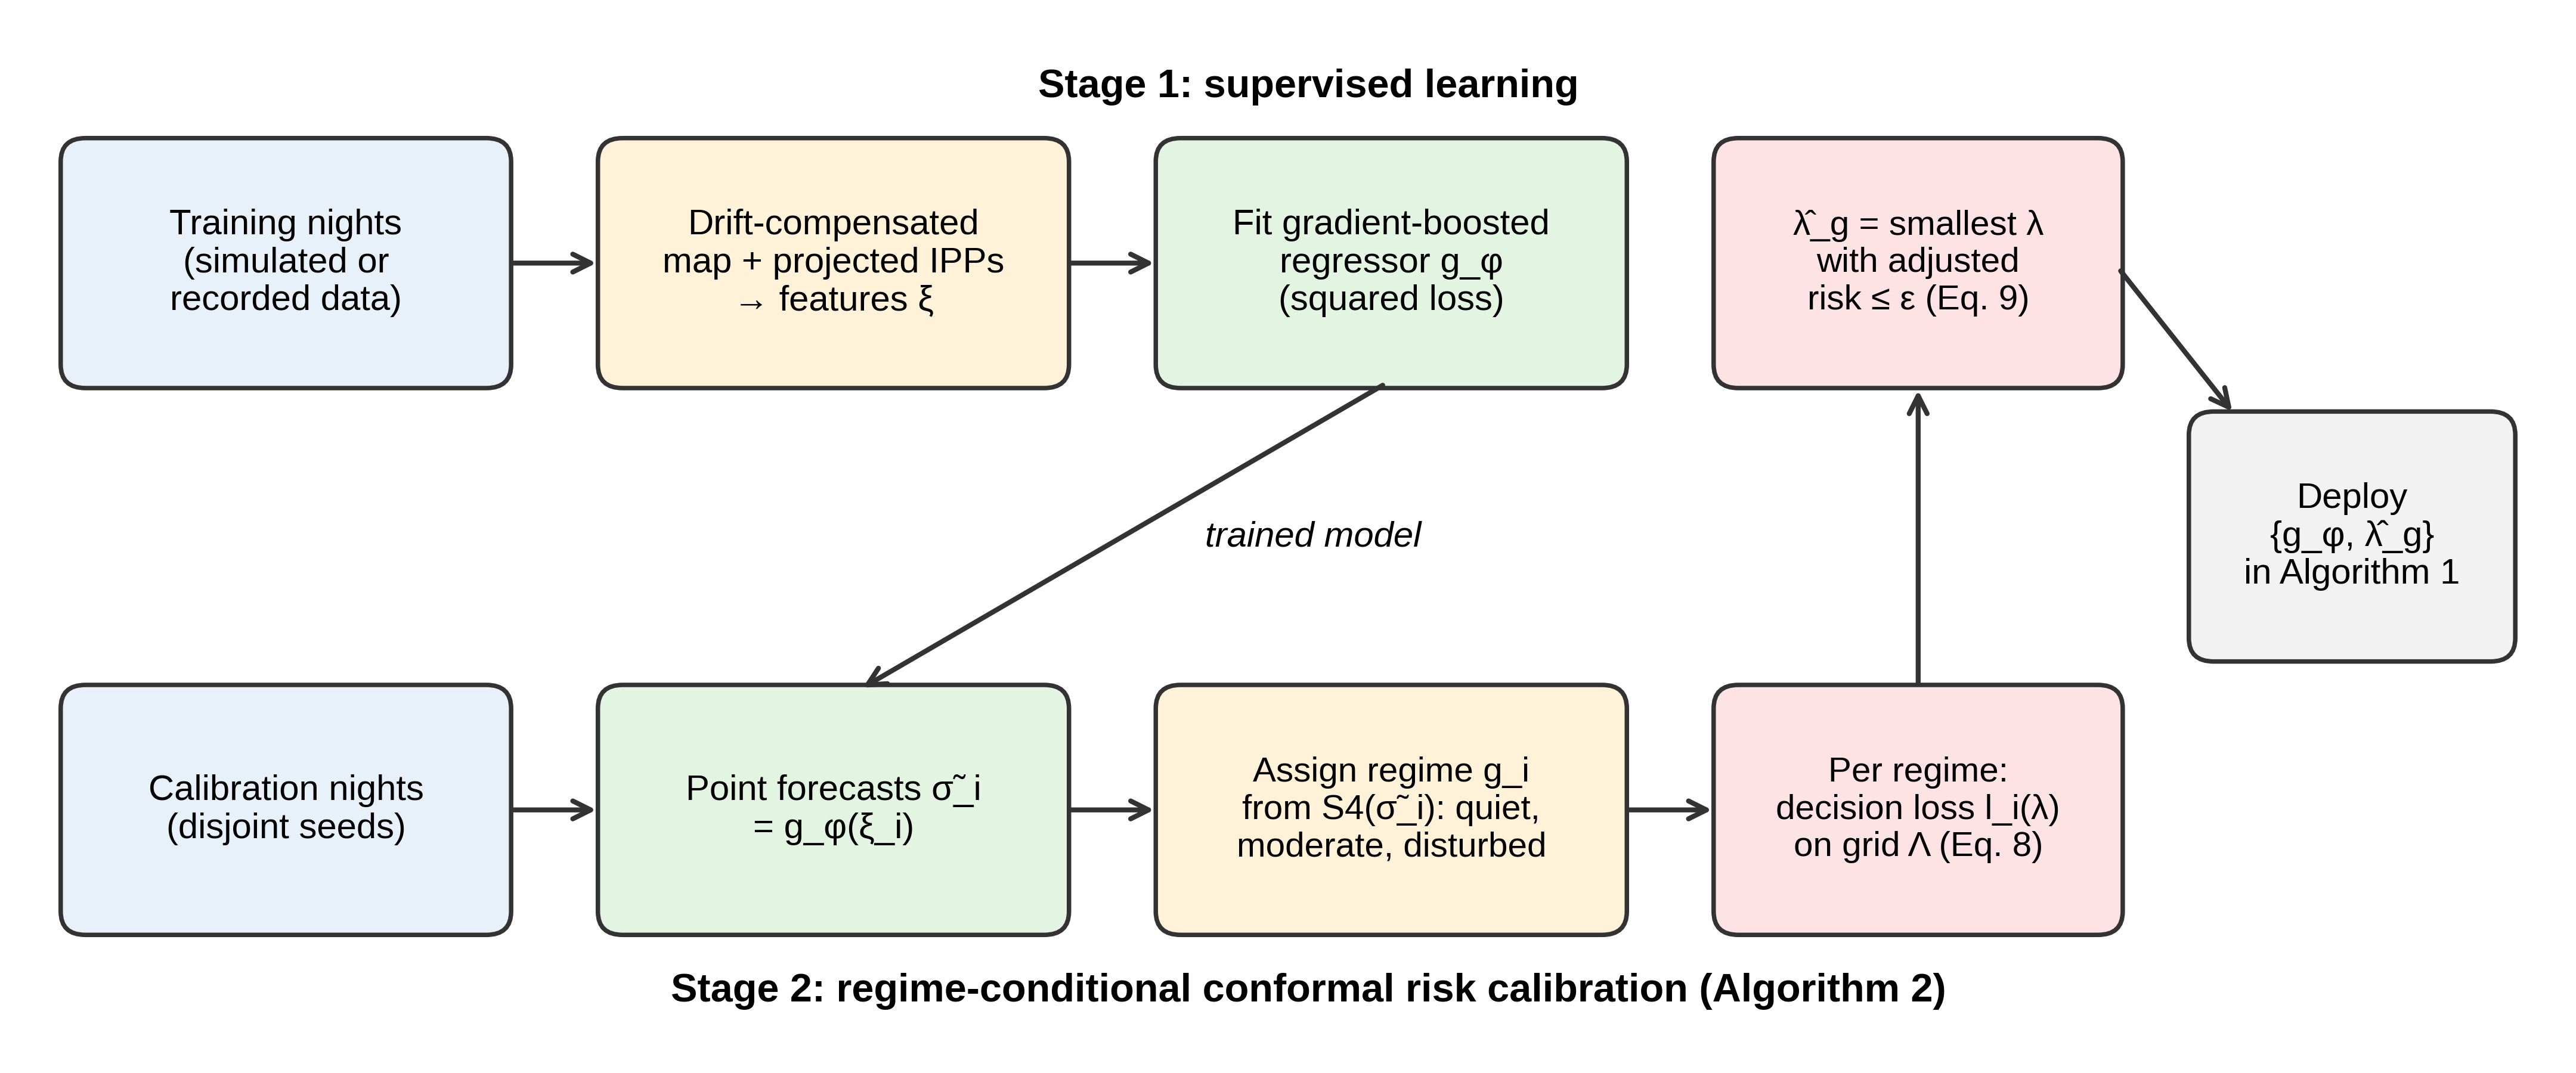 Stage 1: supervised learning
Training nights
(simulated or
recorded data)
Drift-compensated
map + projected IPPs
→ features ξ
Fit gradient-boosted
regressor g_φ
(squared loss)
λ̂_g = smallest λ
with adjusted
risk ≤ ε (Eq. 9)
Deploy
{g_φ, λ̂_g}
in Algorithm 1
trained model
Calibration nights
(disjoint seeds)
Point forecasts σ̃_i
= g_φ(ξ_i)
Assign regime g_i
from S4(σ̃_i): quiet,
moderate, disturbed
Per regime:
decision loss l_i(λ)
on grid Λ (Eq. 8)
Stage 2: regime-conditional conformal risk calibration (Algorithm 2)